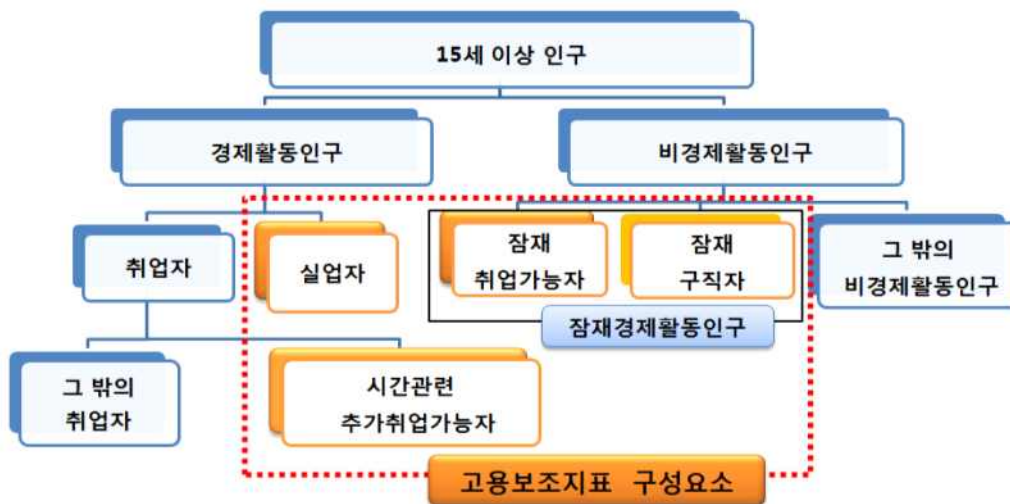 15세 이상 인구
경제활동인구
비경제활동인구
취업자
실업자
잠재
취업가능자
잠재
구직자
그 밖의
비경제활동인구
잠재경제활동인구
그 밖의
취업자
시간관련
추가취업가능자
고용보조지표 구성요소